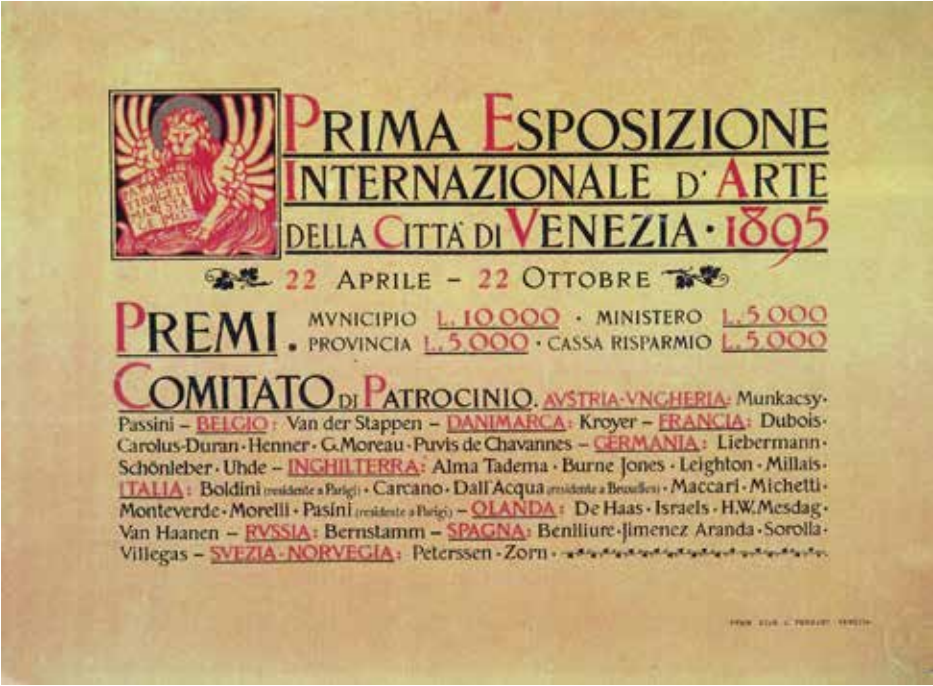 PRIMA ESPOSIZIONE
INTERNAZIONALE D'ARTE
DELLA CITTÀ DI VENEZIA · 1895
22 APRILE – 22 OTTOBRE
PREMI. MVNICIPIO L.10.000 · MINISTERO L.5.000
PROVINCIA L.5.000 · CASSA RISPARMIO L.5.000
COMITATO DI PATROCINIO. AVSTRIA-VNGHERIA: Munkacsy·
Passini – BELGIO: Van der Stappen – DANIMARCA: Kroyer – FRANCIA: Dubois·
Carolus-Duran · Henner · G.Moreau · Puvis de Chavannes – GERMANIA: Liebermann·
Schönleber · Uhde – INGHILTERRA: Alma Tadema · Burne Jones · Leighton · Millais·
ITALIA: Boldini (residente a Parigi) · Carcano · Dall'Acqua (residente a Bruxelles) · Maccari · Michetti·
Monteverde · Morelli · Pasini (residente a Parigi) – OLANDA: De Haas · Israels · H.W.Mesdag·
Van Haanen – RVSSIA: Bernstamm – SPAGNA: Benlliure · Jimenez Aranda · Sorolla·
Villegas – SVEZIA-NORVEGIA: Peterssen · Zorn ·